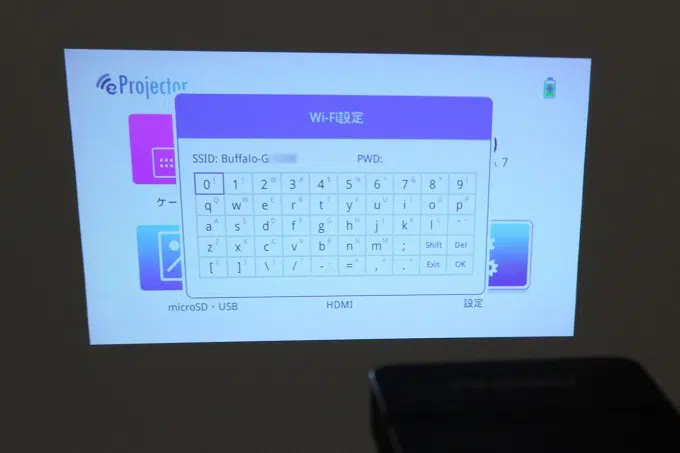 eProjector
Wi-Fi設定
SSID: Buffalo-G
PWD:
0 1 2 3 4 5 6 7 8 9
q w e r t y u i o p
a s d f g h j k l
z x c v b n m ; Shift Del
[ ] \ / - = , . Exit OK
ケー
microSD・USB
HDMI
設定